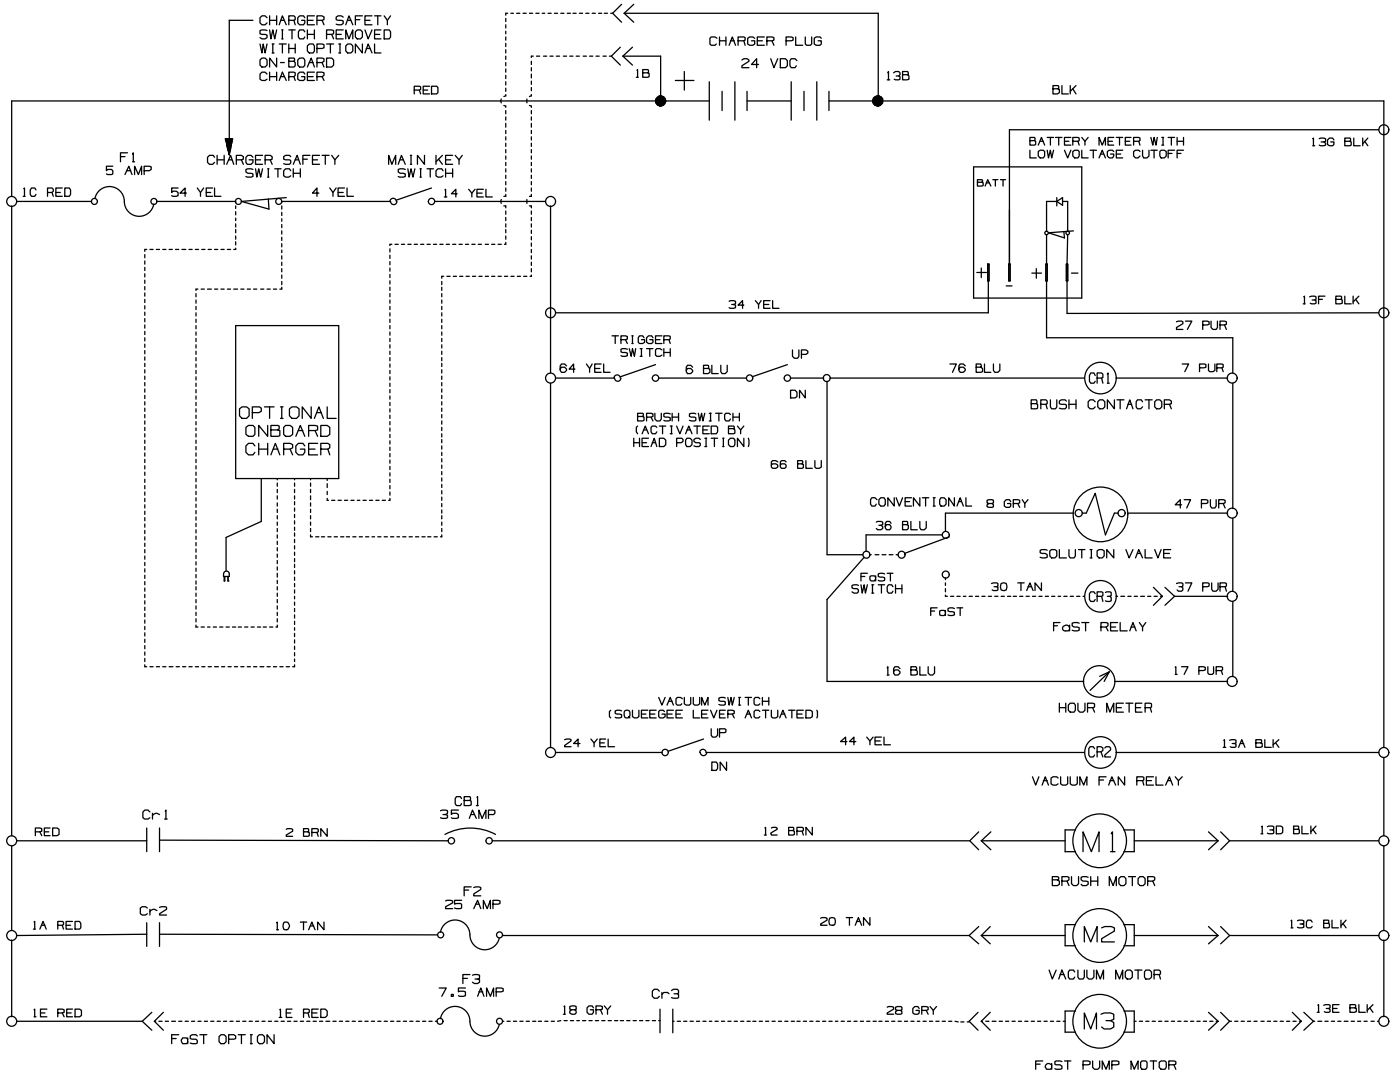 CHARGER SAFETY
SWITCH REMOVED
WITH OPTIONAL
ON-BOARD
CHARGER
CHARGER PLUG
24 VDC
1B
+
13B
RED
BLK
BATTERY METER WITH
LOW VOLTAGE CUTOFF
13G BLK
F1
5 AMP
CHARGER SAFETY
SWITCH
MAIN KEY
SWITCH
1C RED
54 YEL
4 YEL
14 YEL
BATT
+
-
+
-
34 YEL
13F BLK
27 PUR
TRIGGER
SWITCH
UP
64 YEL
6 BLU
76 BLU
CR1
7 PUR
DN
BRUSH CONTACTOR
BRUSH SWITCH
(ACTIVATED BY
HEAD POSITION)
OPTIONAL
ONBOARD
CHARGER
66 BLU
CONVENTIONAL
8 GRY
47 PUR
36 BLU
SOLUTION VALVE
FaST
SWITCH
30 TAN
CR3
37 PUR
FaST
FaST RELAY
16 BLU
17 PUR
HOUR METER
VACUUM SWITCH
(SQUEEGEE LEVER ACTUATED)
UP
24 YEL
44 YEL
CR2
13A BLK
DN
VACUUM FAN RELAY
RED
Cr1
2 BRN
CB1
35 AMP
12 BRN
M1
13D BLK
BRUSH MOTOR
1A RED
Cr2
10 TAN
F2
25 AMP
20 TAN
M2
13C BLK
VACUUM MOTOR
1E RED
1E RED
F3
7.5 AMP
18 GRY
Cr3
28 GRY
M3
13E BLK
FaST OPTION
FaST PUMP MOTOR